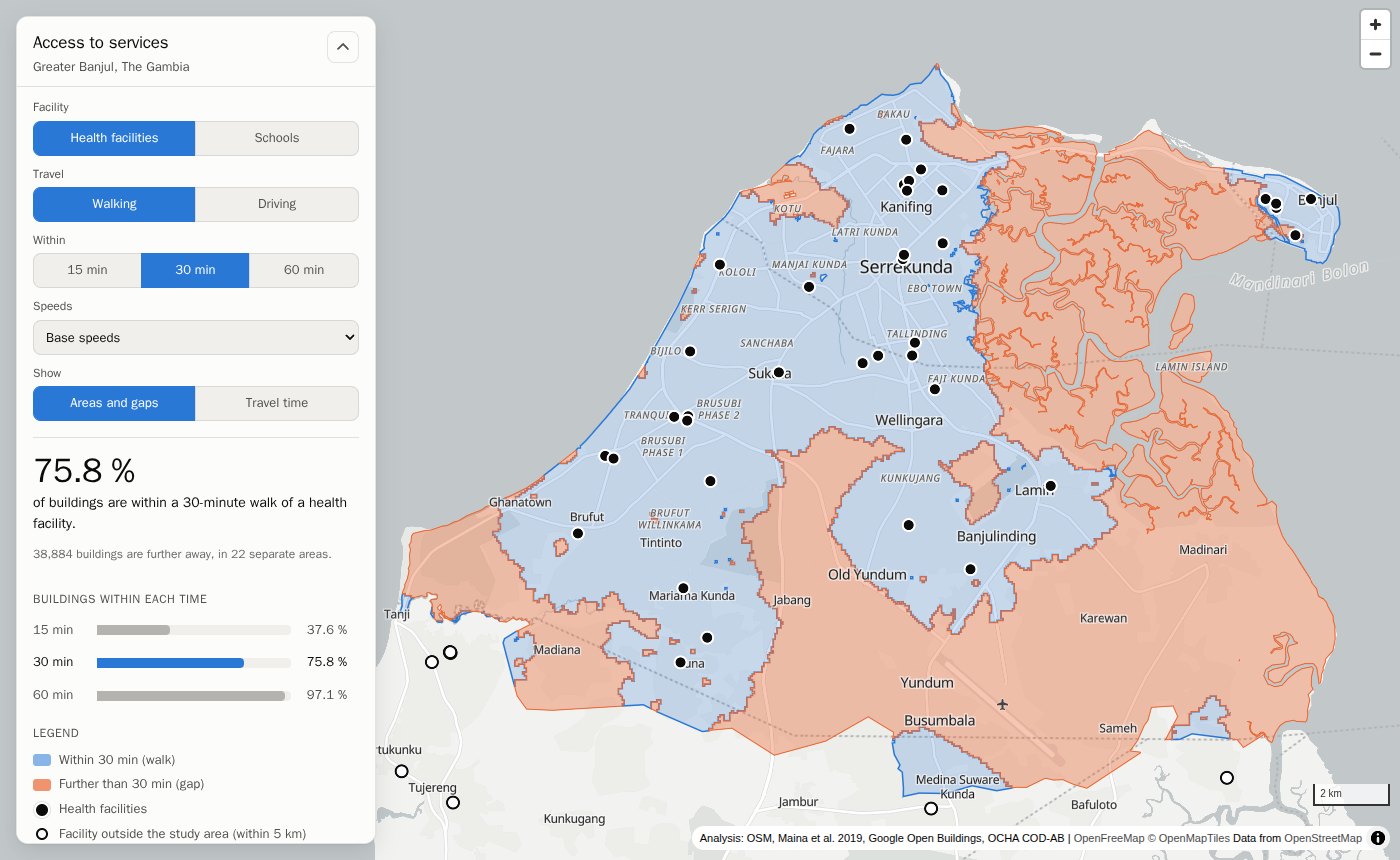 Access to services
Greater Banjul, The Gambia
Facility
Health facilities
Schools
Travel
Walking
Driving
Within
15 min
30 min
60 min
Speeds
Base speeds
Show
Areas and gaps
Travel time
75.8 %
of buildings are within a 30-minute walk of a health
facility.
38,884 buildings are further away, in 22 separate areas.
BUILDINGS WITHIN EACH TIME
15 min 37.6 %
30 min 75.8 %
60 min 97.1 %
LEGEND
Within 30 min (walk)
Further than 30 min (gap)
Health facilities
Facility outside the study area (within 5 km)
BAKAU
FAJARA
KOTU
Kanifing
LATRI KUNDA
Serrekunda
MANJAI KUNDA
KOLOLI
EBO TOWN
KERR SERIGN
TALLINDING
SANCHABA
BIJILO
FAJI KUNDA
BRUSUBI
PHASE 2
Wellingara
BRUSUBI
PHASE 1
KUNKUJANG
Ghanatown
Brufut
BRUFUT
WILLINKAMA
Tintinto
Banjulinding
Old Yundum
Mandinari Bolon
LAMIN ISLAND
Madinari
Karewan
Jabang
Mariama Kunda
Tanji
Madiana
Yundum
Busumbala
Sameh
Medina Suware
Kunda
Jambur
Bafuloto
Tujereng
Kunkugang
2 km
Analysis: OSM, Maina et al. 2019, Google Open Buildings, OCHA COD-AB | OpenFreeMap © OpenMapTiles Data from OpenStreetMap